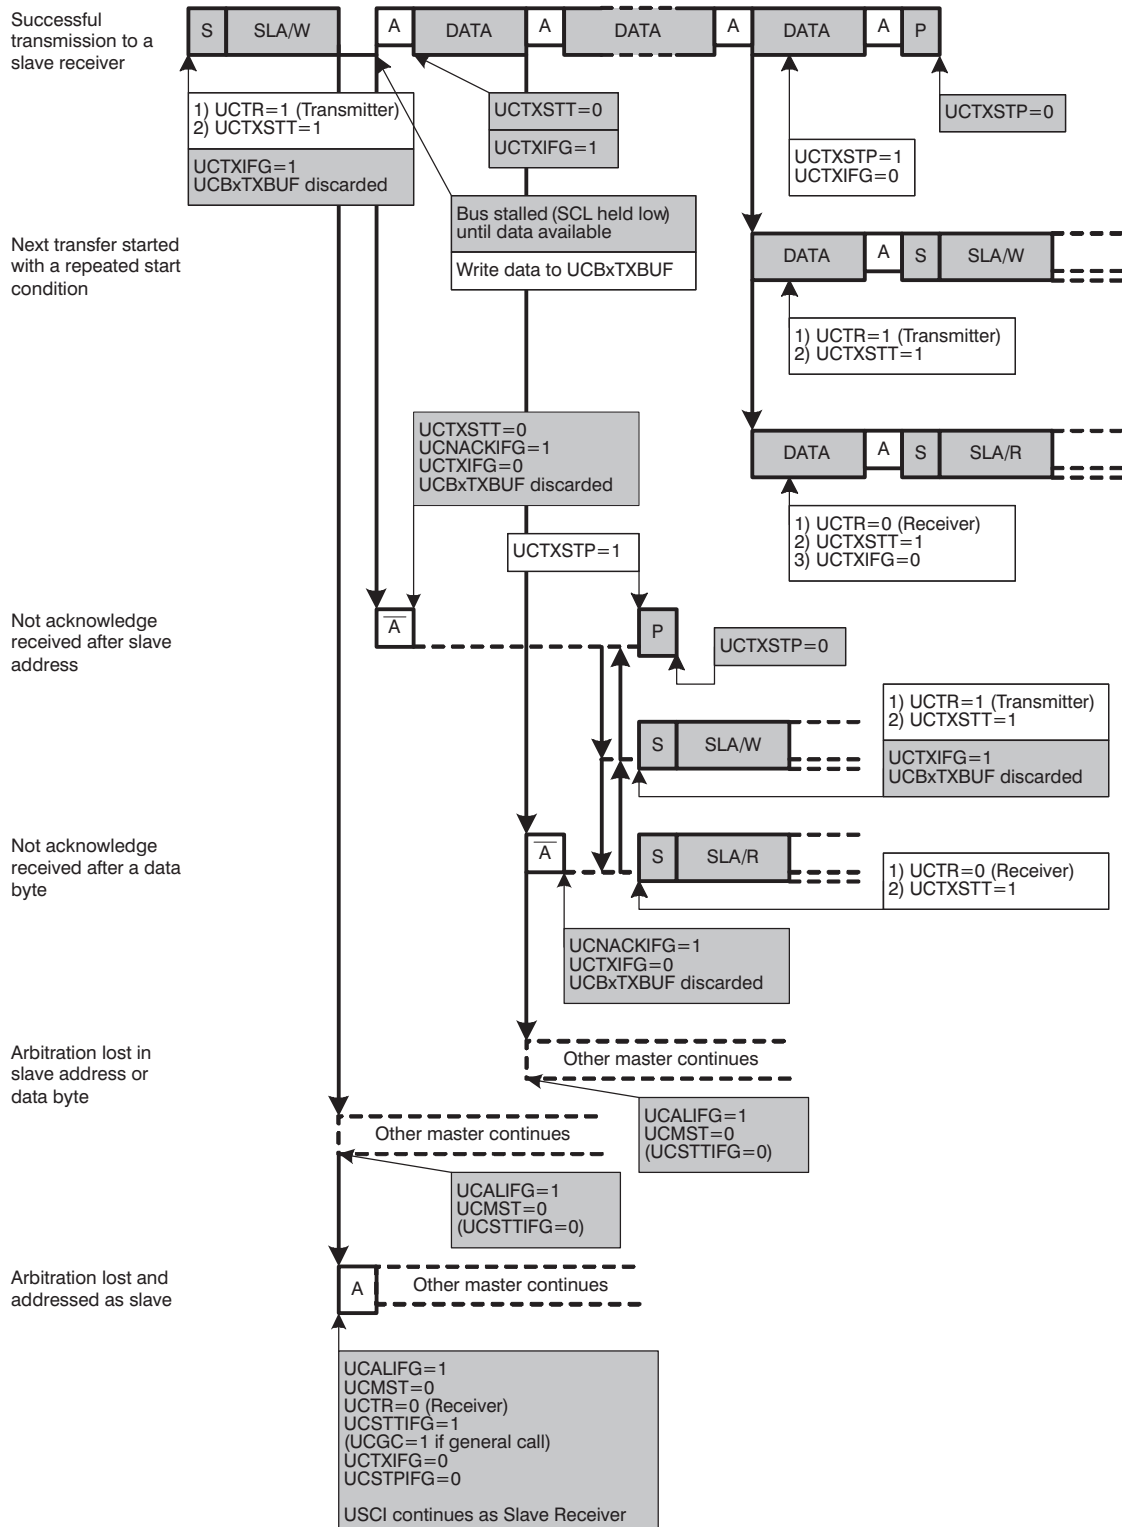 Successful
transmission to a
slave receiver
S
SLA/W
A
DATA
A
DATA
A
DATA
A
P
1) UCTR=1 (Transmitter)
2) UCTXSTT=1
UCTXIFG=1
UCBxTXBUF discarded
UCTXSTT=0
UCTXIFG=1
UCTXSTP=0
UCTXSTP=1
UCTXIFG=0
Bus stalled (SCL held low)
until data available
Write data to UCBxTXBUF
Next transfer started
with a repeated start
condition
DATA
A
S
SLA/W
1) UCTR=1 (Transmitter)
2) UCTXSTT=1
DATA
A
S
SLA/R
1) UCTR=0 (Receiver)
2) UCTXSTT=1
3) UCTXIFG=0
UCTXSTT=0
UCNACKIFG=1
UCTXIFG=0
UCBxTXBUF discarded
UCTXSTP=1
Not acknowledge
received after slave
address
A
P
UCTXSTP=0
S
SLA/W
1) UCTR=1 (Transmitter)
2) UCTXSTT=1
UCTXIFG=1
UCBxTXBUF discarded
Not acknowledge
received after a data
byte
A
S
SLA/R
1) UCTR=0 (Receiver)
2) UCTXSTT=1
UCNACKIFG=1
UCTXIFG=0
UCBxTXBUF discarded
Arbitration lost in
slave address or
data byte
Other master continues
UCALIFG=1
UCMST=0
(UCSTTIFG=0)
Other master continues
UCALIFG=1
UCMST=0
(UCSTTIFG=0)
Arbitration lost and
addressed as slave
A
Other master continues
UCALIFG=1
UCMST=0
UCTR=0 (Receiver)
UCSTTIFG=1
(UCGC=1 if general call)
UCTXIFG=0
UCSTPIFG=0
USCI continues as Slave Receiver